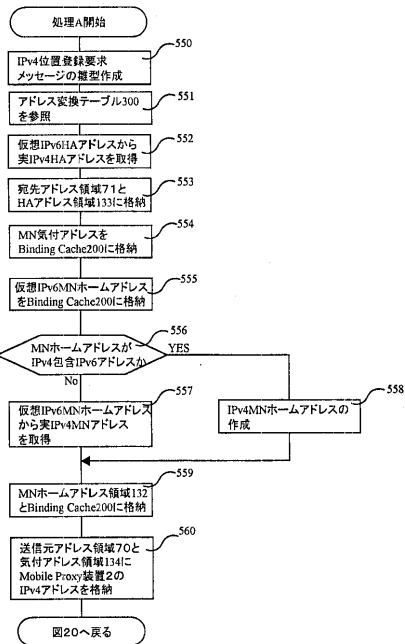 処理A開始
550
IPv4位置登録要求
メッセージの雛型作成
551
アドレス変換テーブル300
を参照
552
仮想IPv6HAアドレスから
実IPv4HAアドレスを取得
553
宛先アドレス領域71と
HAアドレス領域133に格納
554
MN気付アドレスを
Binding Cache200に格納
555
仮想IPv6MNホームアドレス
をBinding Cache200に格納
556
MNホームアドレスが
IPv4包含IPv6アドレスか
YES
No
557
仮想IPv6MNホームアドレス
から実IPv4MNアドレス
を取得
558
IPv4MNホームアドレスの
作成
559
MNホームアドレス領域132
とBinding Cache200に格納
560
送信元アドレス領域70と
気付アドレス領域134に
Mobile Proxy装置2の
IPv4アドレスを格納
図20へ戻る